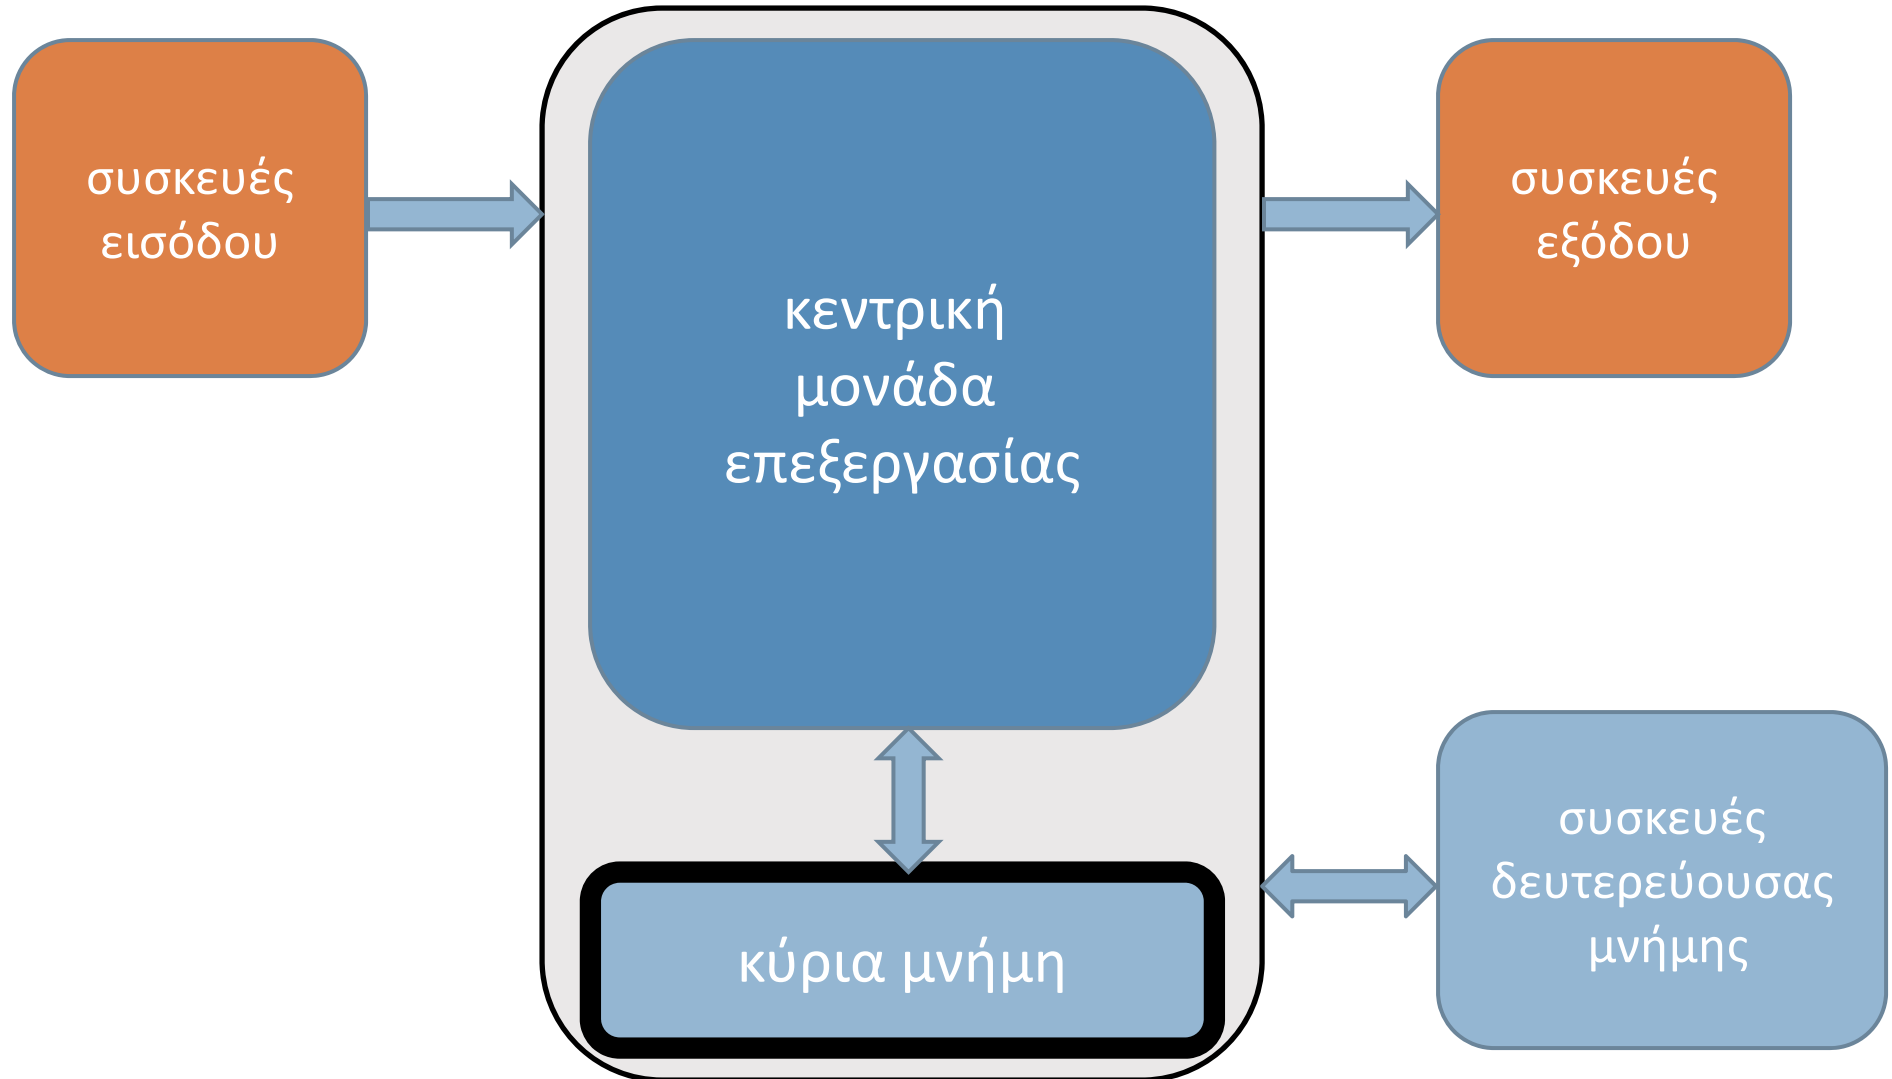 συσκευές
εισόδου
κεντρική
μονάδα
επεξεργασίας
συσκευές
εξόδου
κύρια μνήμη
συσκευές
δευτερεύουσας
μνήμης